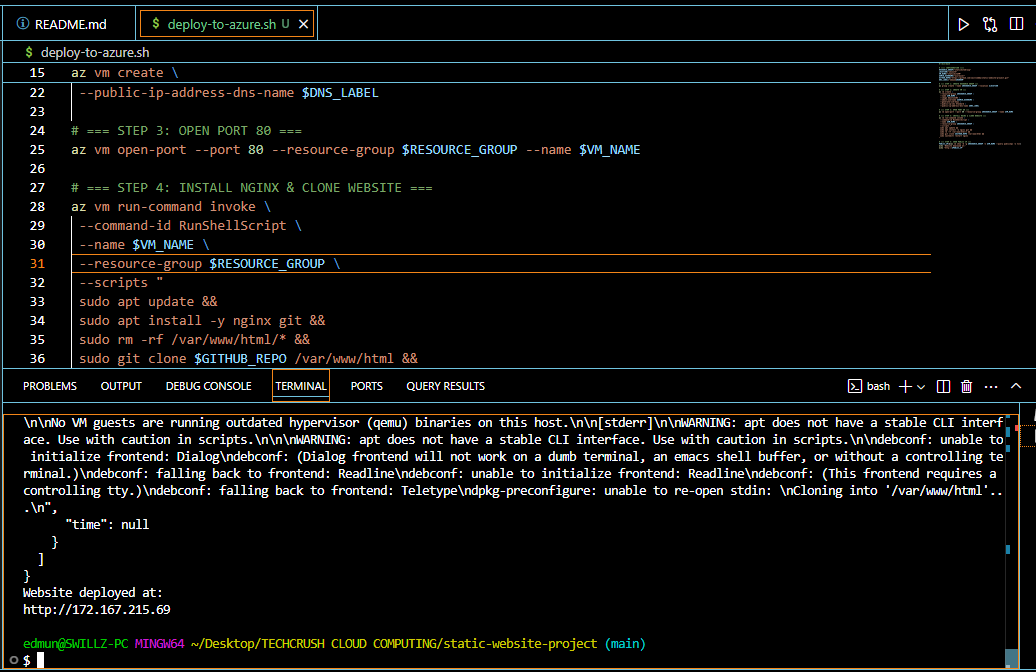 README.md
$ deploy-to-azure.sh U
$ deploy-to-azure.sh
15 az vm create \
22 --public-ip-address-dns-name $DNS_LABEL
23
24 # === STEP 3: OPEN PORT 80 ===
25 az vm open-port --port 80 --resource-group $RESOURCE_GROUP --name $VM_NAME
26
27 # === STEP 4: INSTALL NGINX & CLONE WEBSITE ===
28 az vm run-command invoke \
29 --command-id RunShellScript \
30 --name $VM_NAME \
31 --resource-group $RESOURCE_GROUP \
32 --scripts "
33 sudo apt update &&
34 sudo apt install -y nginx git &&
35 sudo rm -rf /var/www/html/* &&
36 sudo git clone $GITHUB_REPO /var/www/html &&
PROBLEMS OUTPUT DEBUG CONSOLE TERMINAL PORTS QUERY RESULTS bash
\n\nNo VM guests are running outdated hypervisor (qemu) binaries on this host.\n\n[stderr]\n\nWARNING: apt does not have a stable CLI interf
ace. Use with caution in scripts.\n\n\nWARNING: apt does not have a stable CLI interface. Use with caution in scripts.\n\ndebconf: unable to
initialize frontend: Dialog\ndebconf: (Dialog frontend will not work on a dumb terminal, an emacs shell buffer, or without a controlling te
rminal.)\ndebconf: falling back to frontend: Readline\ndebconf: unable to initialize frontend: Readline\ndebconf: (This frontend requires a
controlling tty.)\ndebconf: falling back to frontend: Teletype\ndpkg-preconfigure: unable to re-open stdin: \nCloning into '/var/www/html'..
.\n",
"time": null
}
]
}
Website deployed at:
http://172.167.215.69
edmun@SWILLZ-PC MINGW64 ~/Desktop/TECHCRUSH CLOUD COMPUTING/static-website-project (main)
$